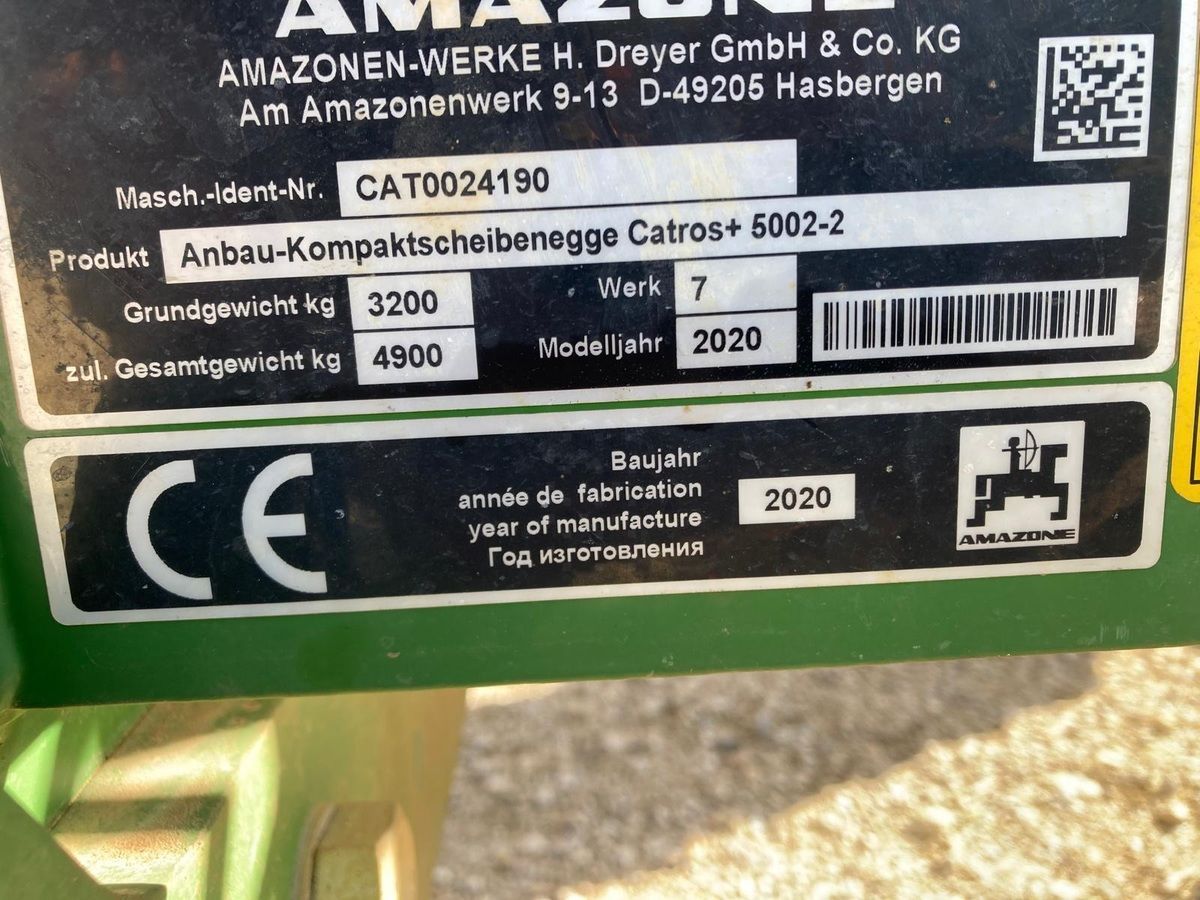 AMAZONE
AMAZONEN-WERKE H. Dreyer GmbH & Co. KG
Am Amazonenwerk 9-13 D-49205 Hasbergen
Masch.-Ident-Nr. CAT0024190
Produkt Anbau-Kompaktscheibenegge Catros+ 5002-2
Grundgewicht kg 3200 Werk 7
zul. Gesamtgewicht kg 4900 Modelljahr 2020
CE
Baujahr
année de fabrication
year of manufacture
Год изготовления
2020
AMAZONE